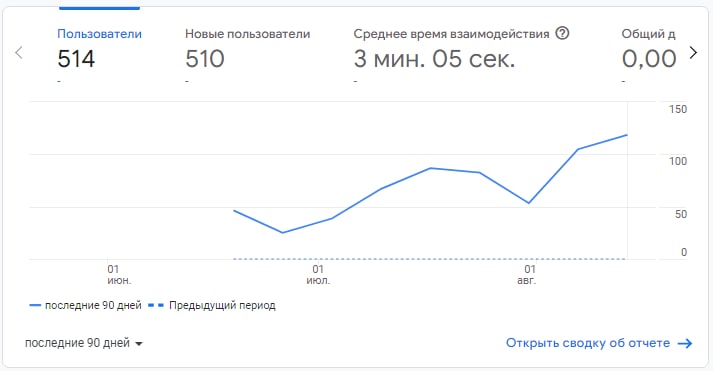 Пользователи
514
-
Новые пользователи
510
-
Среднее время взаимодействия
3 мин. 05 сек.
-
Общий д
0,00
-
150
100
50
0
01
июн.
01
июл.
01
авг.
последние 90 дней
Предыдущий период
последние 90 дней
Открыть сводку об отчете